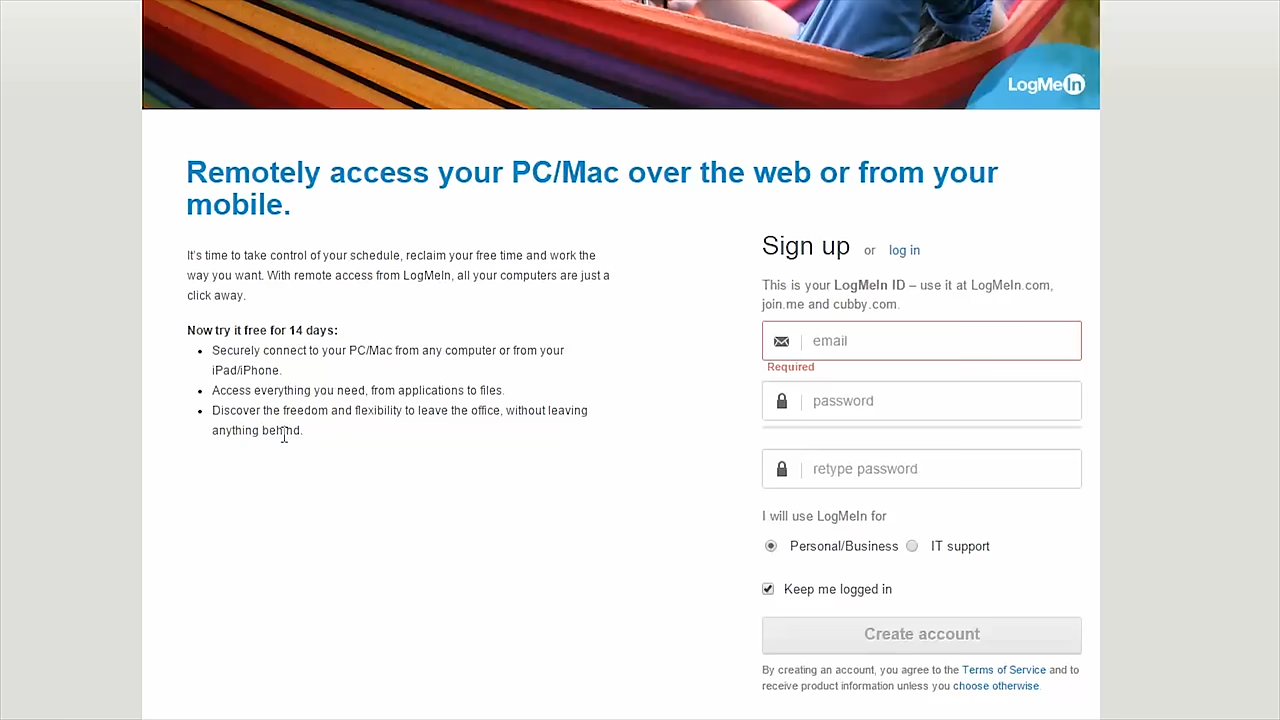 LogMeIn
Remotely access your PC/Mac over the web or from your
mobile.
It's time to take control of your schedule, reclaim your free time and work the
way you want. With remote access from LogMeIn, all your computers are just a
click away.
Now try it free for 14 days:
Securely connect to your PC/Mac from any computer or from your
iPad/iPhone.
Access everything you need, from applications to files.
Discover the freedom and flexibility to leave the office, without leaving
anything behind.
Sign up or log in
This is your LogMeIn ID – use it at LogMeIn.com,
join.me and cubby.com.
email
Required
password
retype password
I will use LogMeIn for
Personal/Business IT support
Keep me logged in
Create account
By creating an account, you agree to the Terms of Service and to
receive product information unless you choose otherwise.